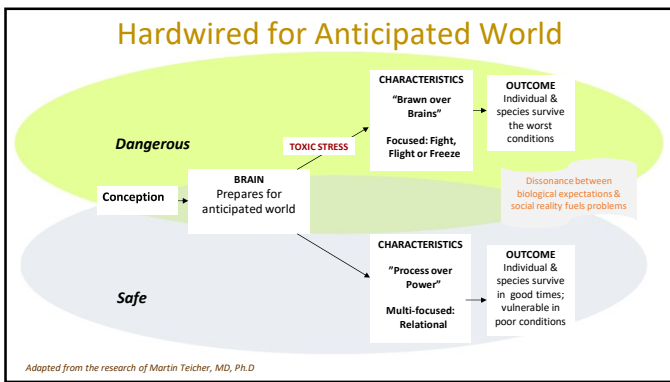 Hardwired for Anticipated World
CHARACTERISTICS
“Brawn over
Brains”
Focused: Fight,
Flight or Freeze
OUTCOME
Individual &
species survive
the worst
conditions
Dangerous
TOXIC STRESS
BRAIN
Prepares for
anticipated world
Conception
Dissonance between
biological expectations &
social reality fuels problems
CHARACTERISTICS
”Process over
Power”
Multi-focused:
Relational
OUTCOME
Individual &
species survive
in good times;
vulnerable in
poor conditions
Safe
Adapted from the research of Martin Teicher, MD, Ph.D